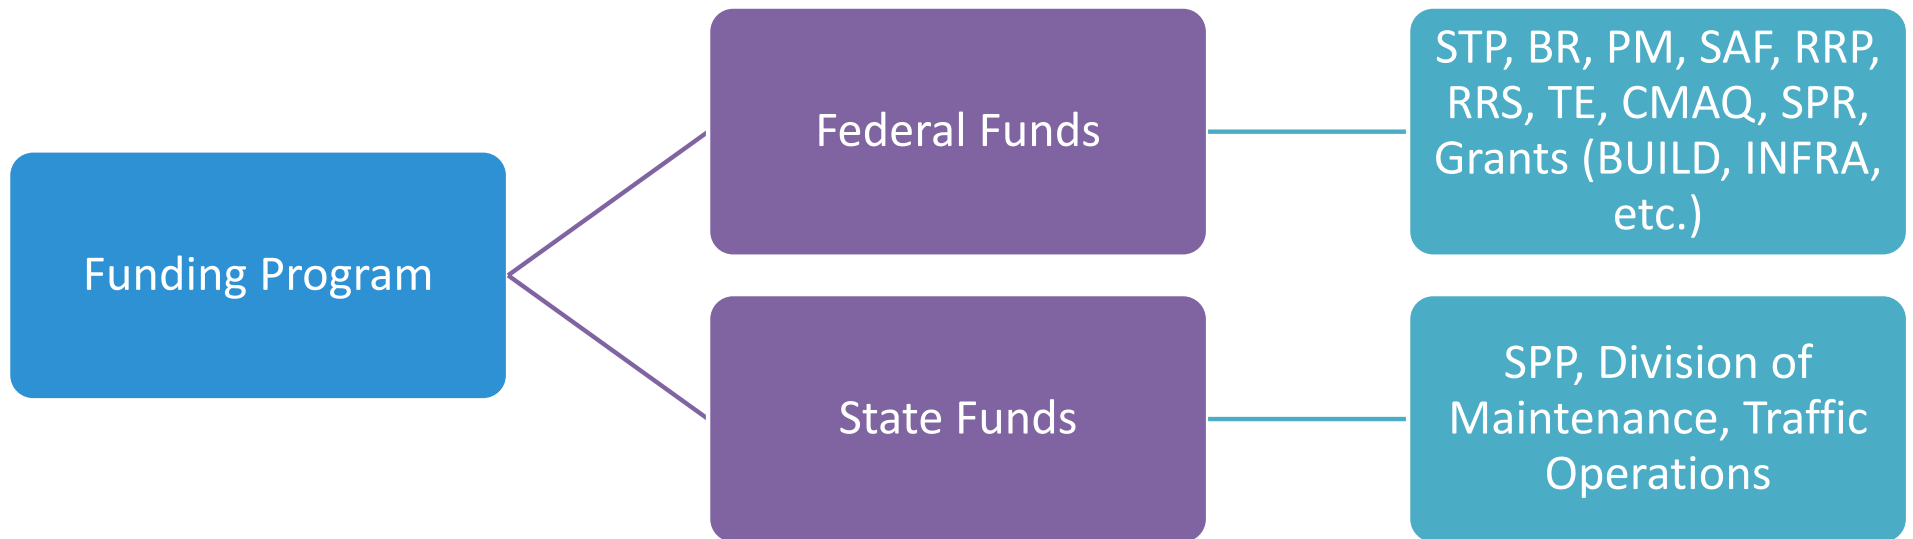 Funding Program
Federal Funds
STP, BR, PM, SAF, RRP,
RRS, TE, CMAQ, SPR,
Grants (BUILD, INFRA,
etc.)
State Funds
SPP, Division of
Maintenance, Traffic
Operations